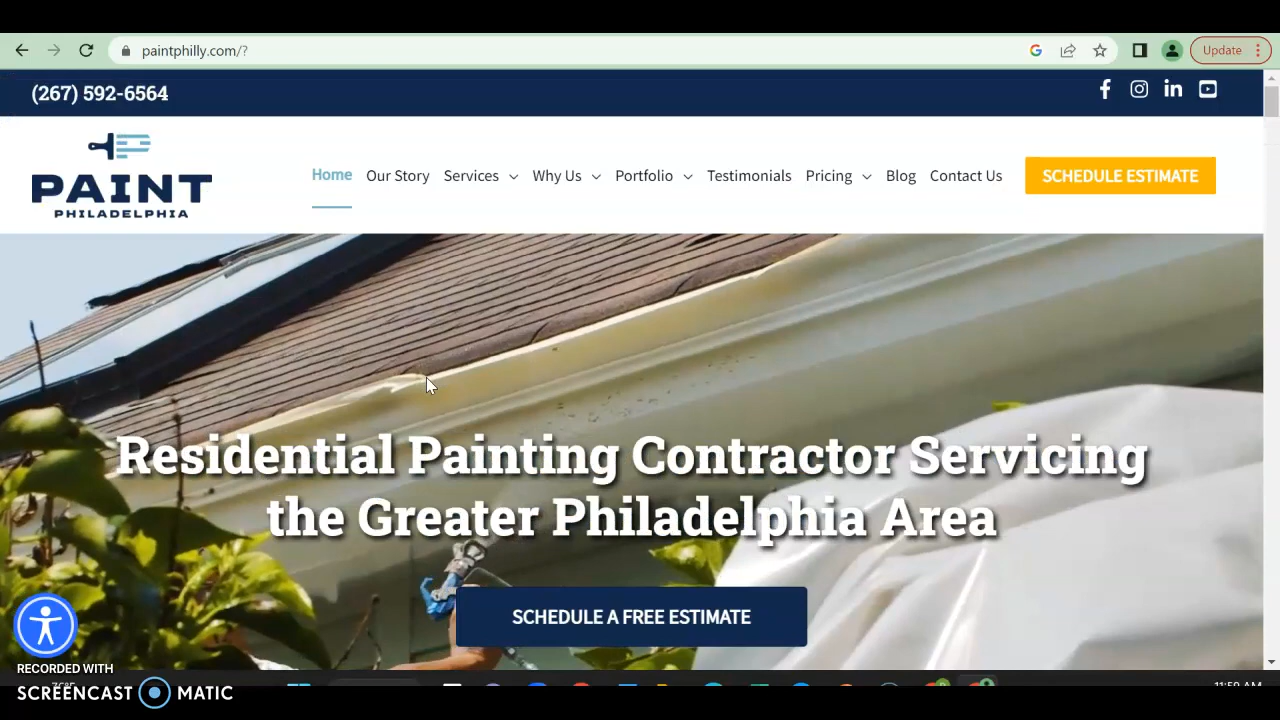 paintphilly.com/?
Update
(267) 592-6564
PAINT
PHILADELPHIA
Home Our Story Services Why Us Portfolio Testimonials Pricing Blog Contact Us SCHEDULE ESTIMATE
Residential Painting Contractor Servicing
the Greater Philadelphia Area
SCHEDULE A FREE ESTIMATE
RECORDED WITH
SCREENCAST MATIC